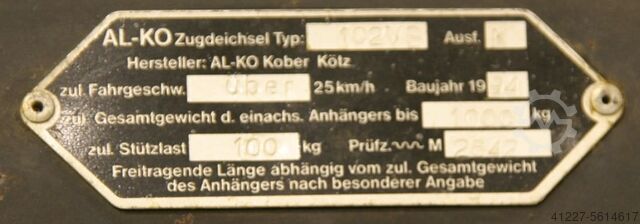 AL-KO Zugdeichsel Typ: 102VB Ausf.
Hersteller: AL-KO Kober Kötz
zul. Fahrgeschw. Über 25 km/h Baujahr 1994
zul. Gesamtgewicht d. einachs. Anhängers bis 1000 kg
zul. Stützlast 100 kg Prüfz. M 2642
Freitragende Länge abhängig vom zul. Gesamtgewicht
des Anhängers nach besonderer Angabe
41227-5614617